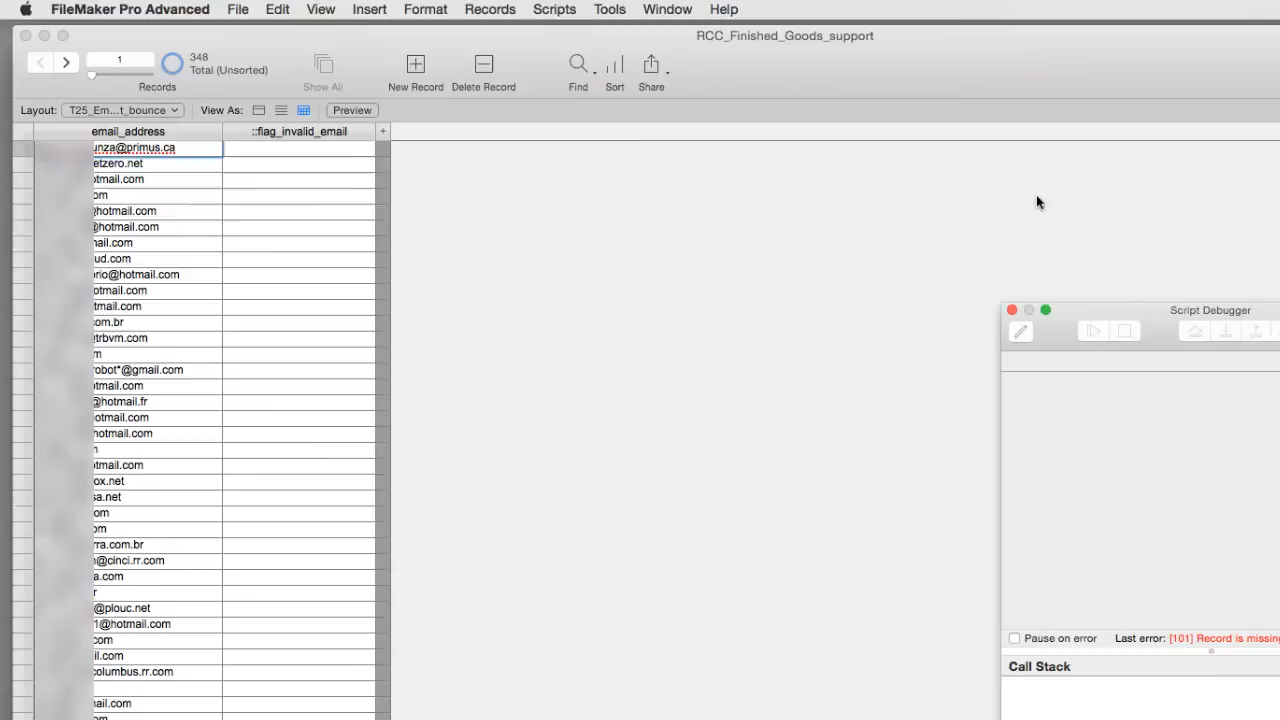 FileMaker Pro Advanced File Edit View Insert Format Records Scripts Tools Window Help
RCC_Finished_Goods_support
1
348
Total (Unsorted)
Records
Show All
New Record
Delete Record
Find
Sort
Share
Layout: T25_Em...t_bounce View As: Preview
email_address ::flag_invalid_email +
unza@primus.ca
etzero.net
otmail.com
om
@hotmail.com
@hotmail.com
nail.com
ud.com
orio@hotmail.com
otmail.com
tmail.com
com.br
@trbvm.com
m
robot*@gmail.com
otmail.com
@hotmail.fr
otmail.com
hotmail.com
n
otmail.com
ox.net
sa.net
om
om
rra.com.br
n@cinci.rr.com
a.com
r
@plouc.net
1@hotmail.com
com
il.com
columbus.rr.com
nail.com
om
Script Debugger
Pause on error Last error: [101] Record is missing
Call Stack